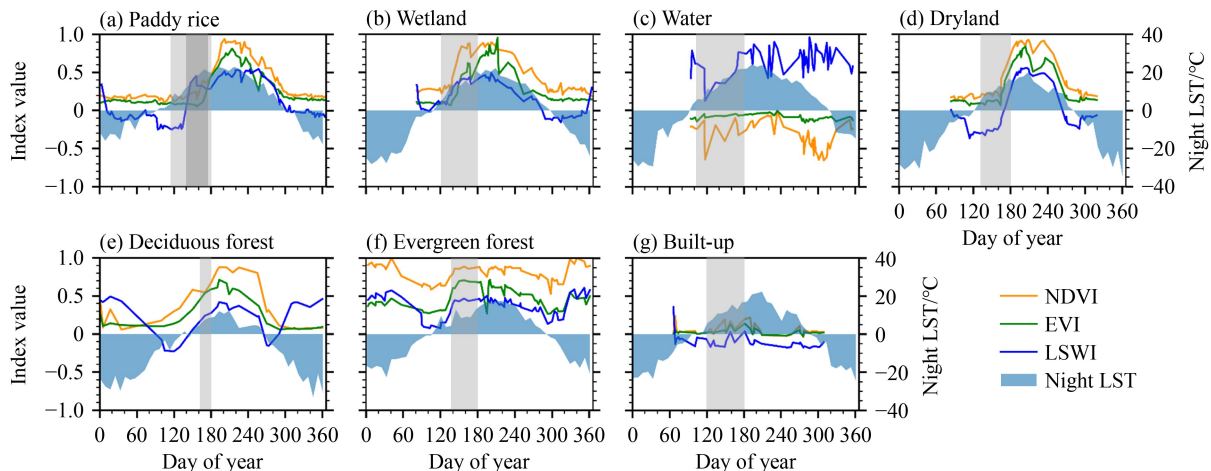 (a) Paddy rice
(b) Wetland
(c) Water
(d) Dryland
1.0
0.5
0
−0.5
−1.0
Index value
40
20
0
−20
−40
Night LST/°C
0 60 120 180 240 300 360
Day of year
(e) Deciduous forest
(f) Evergreen forest
(g) Built-up
1.0
0.5
0
−0.5
−1.0
Index value
40
20
0
−20
−40
Night LST/°C
NDVI
EVI
LSWI
Night LST
0 60 120 180 240 300 360
0 60 120 180 240 300 360
0 60 120 180 240 300 360
Day of year
Day of year
Day of year